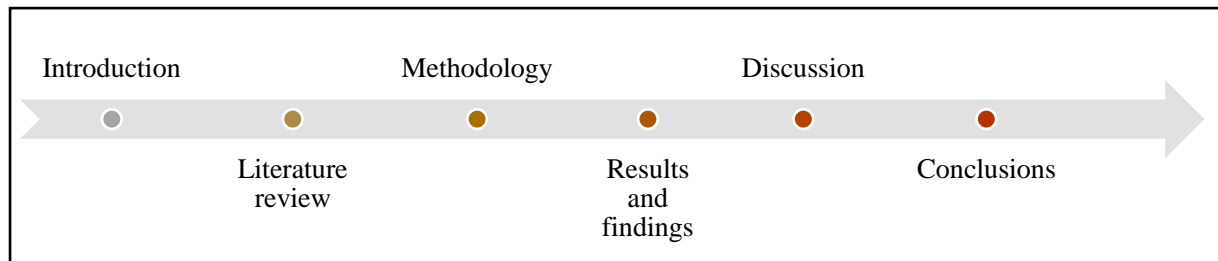 Introduction
Literature
review
Methodology
Results
and
findings
Discussion
Conclusions